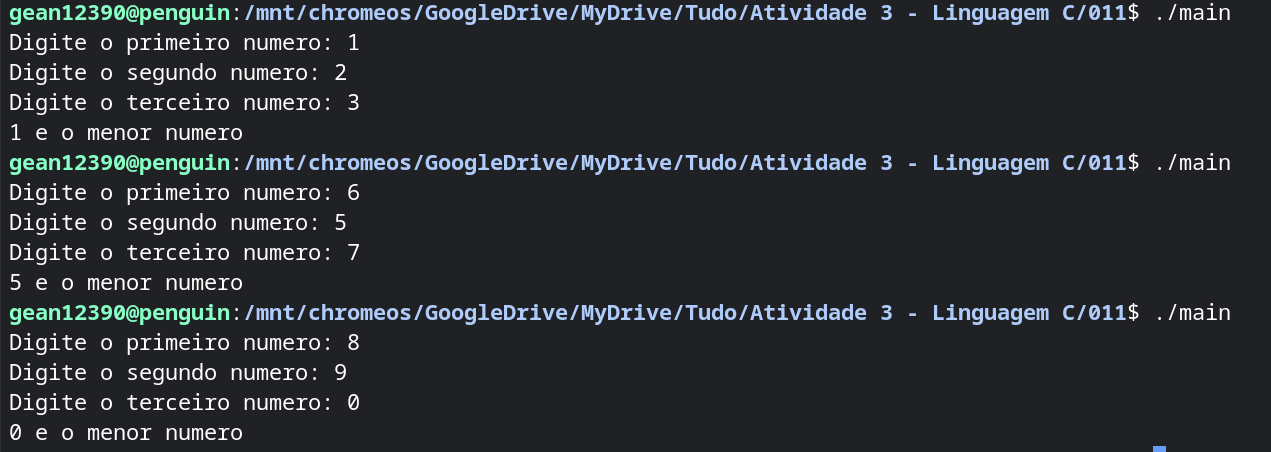 gean12390@penguin:/mnt/chromeos/GoogleDrive/MyDrive/Tudo/Atividade 3 - Linguagem C/011$ ./main
Digite o primeiro numero: 1
Digite o segundo numero: 2
Digite o terceiro numero: 3
1 e o menor numero
gean12390@penguin:/mnt/chromeos/GoogleDrive/MyDrive/Tudo/Atividade 3 - Linguagem C/011$ ./main
Digite o primeiro numero: 6
Digite o segundo numero: 5
Digite o terceiro numero: 7
5 e o menor numero
gean12390@penguin:/mnt/chromeos/GoogleDrive/MyDrive/Tudo/Atividade 3 - Linguagem C/011$ ./main
Digite o primeiro numero: 8
Digite o segundo numero: 9
Digite o terceiro numero: 0
0 e o menor numero